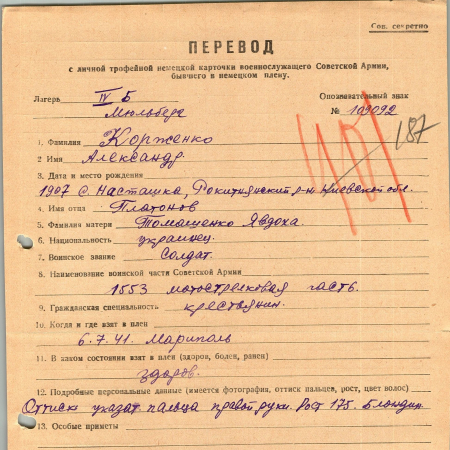 Сов. секретно
ПЕРЕВОД
с личной трофейной немецкой карточки военнослужащего Советской Армии,
бывшего в немецком плену.
Лагерь IV Б Опознавательный знак
Мюльберг № 109092
187
1. Фамилия Корженко
2. Имя Александр.
3. Дата и место рождения
1907 с. Насташка, Рокитнянский р-н Киевской обл.
4. Имя отца Платонов
5. Фамилия матери Томашенко Явдоха.
6. Национальность украинец.
7. Воинское звание Солдат.
8. Наименование воинской части Советской Армии
1553 мотострелковая часть.
9. Гражданская специальность крестьянин.
10. Когда и где взят в плен
6.7.41. Мариполь
11. В каком состоянии взят в плен (здоров, болен, ранен)
здоров.
12. Подробные персональные данные (имеется фотография, оттиск пальцев, рост, цвет волос)
Оттиск указат. пальца правой руки. Рост 175. Блондин
13. Особые приметы